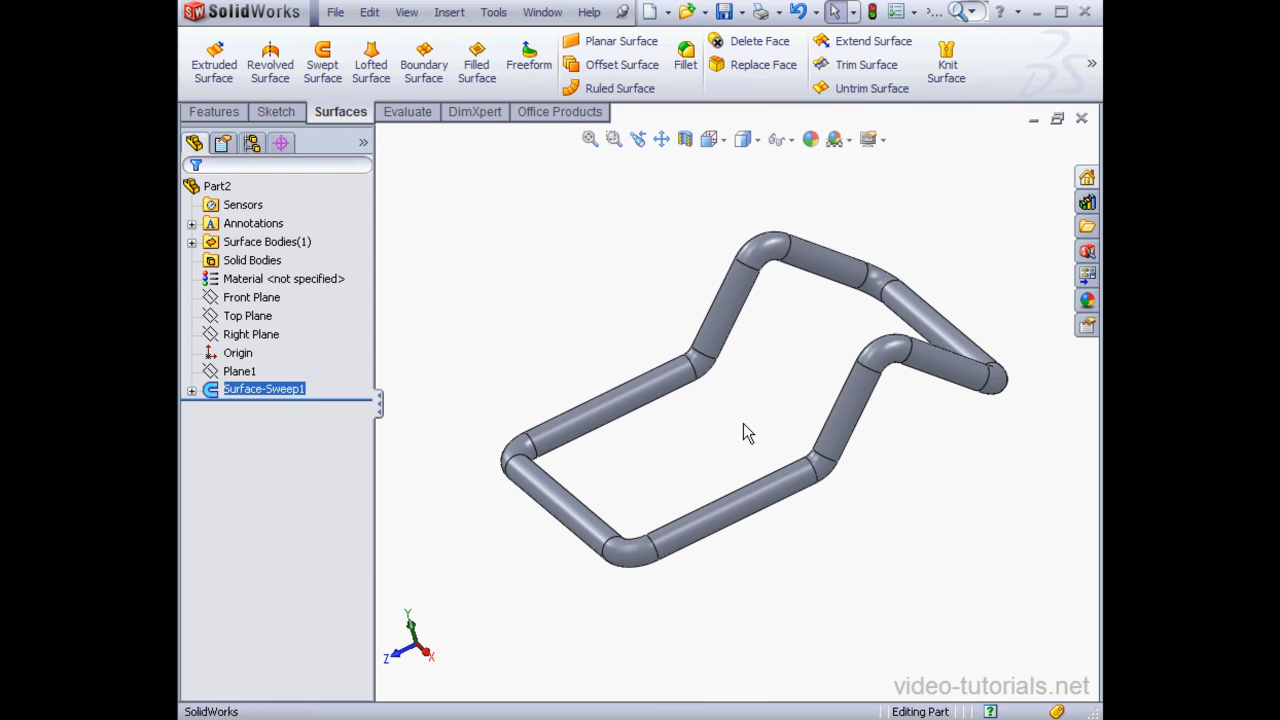 SW SolidWorks File Edit View Insert Tools Window Help
Extruded Surface
Revolved Surface
Swept Surface
Lofted Surface
Boundary Surface
Filled Surface
Freeform
Planar Surface
Offset Surface
Ruled Surface
Fillet
Delete Face
Replace Face
Extend Surface
Trim Surface
Untrim Surface
Knit Surface
Features Sketch Surfaces Evaluate DimXpert Office Products
Part2
Sensors
Annotations
Surface Bodies(1)
Solid Bodies
Material <not specified>
Front Plane
Top Plane
Right Plane
Origin
Plane1
Surface-Sweep1
Y
Z X
video-tutorials.net
SolidWorks Editing Part